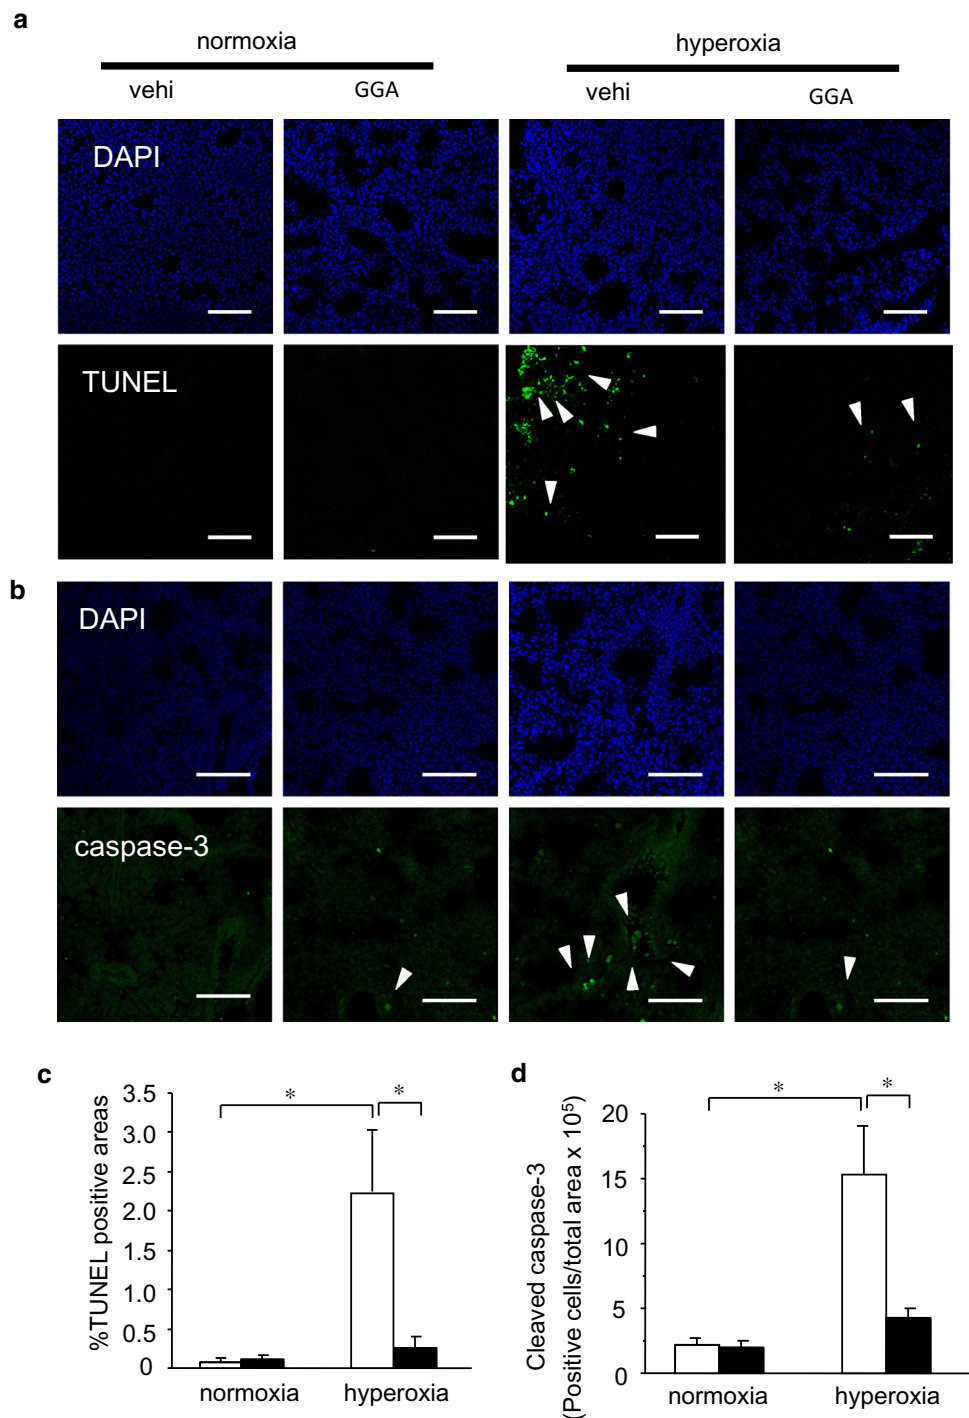 a
normoxia
hyperoxia
vehi
GGA
vehi
GGA
DAPI
TUNEL
b
DAPI
caspase-3
c
%TUNEL positive areas
3.5
3.0
2.5
2.0
1.5
1.0
0.5
0
*
*
normoxia
hyperoxia
d
Cleaved caspase-3
(Positive cells/total area x 10⁵)
20
15
10
5
0
*
*
normoxia
hyperoxia